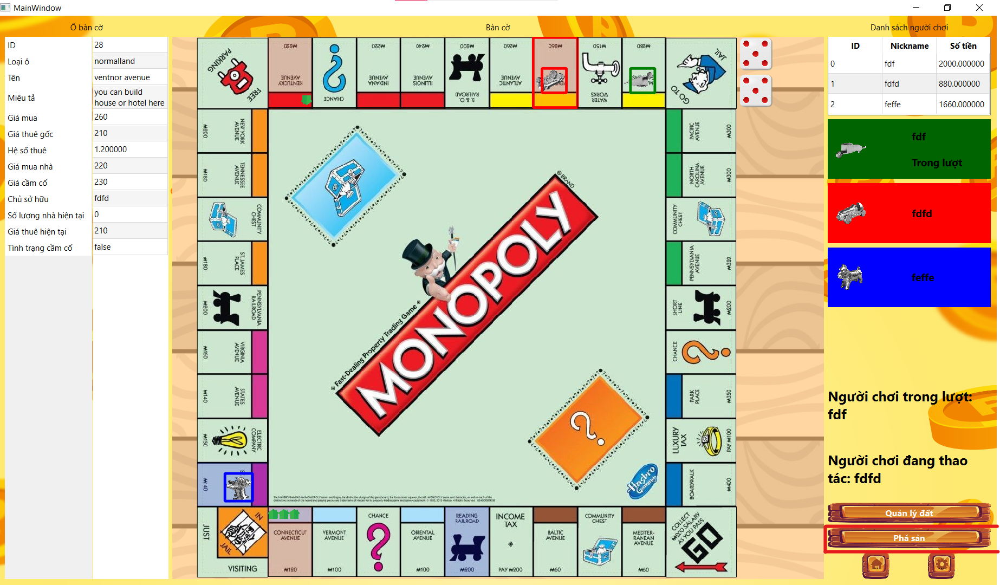 MainWindow
Ô bàn cờ
Bàn cờ
Danh sách người chơi
ID 28
Loại ô normalland
Tên ventnor avenue
Miêu tả you can build
house or hotel here
Giá mua 260
Giá thuê gốc 210
Hệ số thuê 1.200000
Giá mua nhà 220
Giá cầm cố 230
Chủ sở hữu fdfd
Số lượng nhà hiện tại 0
Giá thuê hiện tại 210
Tình trạng cầm cố false
FREE
PARKING
KENTUCKY
AVENUE
₩220
CHANCE
INDIANA
AVENUE
₩220
ILLINOIS
AVENUE
₩240
B. & O.
RAILROAD
₩200
ATLANTIC
AVENUE
₩260
₩260
WATER
WORKS
₩150
₩280
GO TO
JAIL
NEW YORK
AVENUE
₩200
TENNESSEE
AVENUE
₩180
COMMUNITY
CHEST
ST. JAMES
PLACE
₩180
PENNSYLVANIA
RAILROAD
₩200
VIRGINIA
AVENUE
₩160
STATES
AVENUE
₩140
ELECTRIC
COMPANY
₩150
₩140
PACIFIC
AVENUE
₩300
NORTH
CAROLINA
AVENUE
₩300
COMMUNITY
CHEST
PENNSYLVANIA
AVENUE
₩320
SHORT
LINE
₩200
CHANCE
PARK
PLACE
₩350
LUXURY
TAX
PAY ₩100
BOARDWALK
₩400
® BRAND
MONOPOLY
Fast-Dealing Property Trading Game
Hasbro
Gaming
JUST
VISITING
IN
JAIL
CONNECTICUT
AVENUE
₩120
VERMONT
AVENUE
₩100
CHANCE
ORIENTAL
AVENUE
₩100
READING
RAILROAD
₩200
INCOME
TAX
PAY ₩200
BALTIC
AVENUE
₩60
COMMUNITY
CHEST
MEDITER-
RANEAN
AVENUE
₩60
COLLECT
₩200 SALARY
AS YOU PASS
GO
ID Nickname Số tiền
0 fdf 2000.000000
1 fdfd 880.000000
2 feffe 1660.000000
fdf
Trong lượt
fdfd
feffe
Người chơi trong lượt:
fdf
Người chơi đang thao
tác: fdfd
Quản lý đất
Phá sản